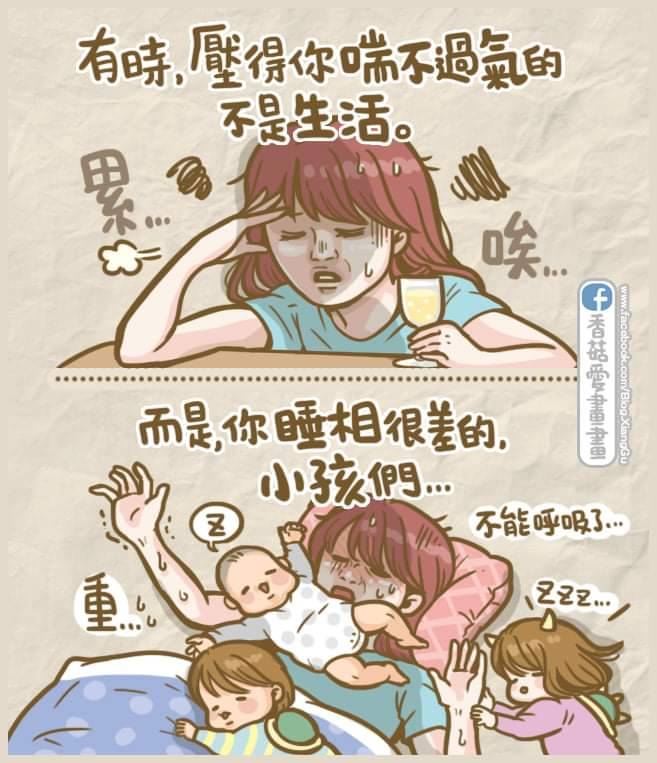 有時,壓得你喘不過氣的
不是生活。
累...
唉...
www.facebook.com/Blog.XiangGu
香菇愛畫畫
而是,你睡相很差的,
小孩們...
不能呼吸了...
Z
重...
ZZZ...